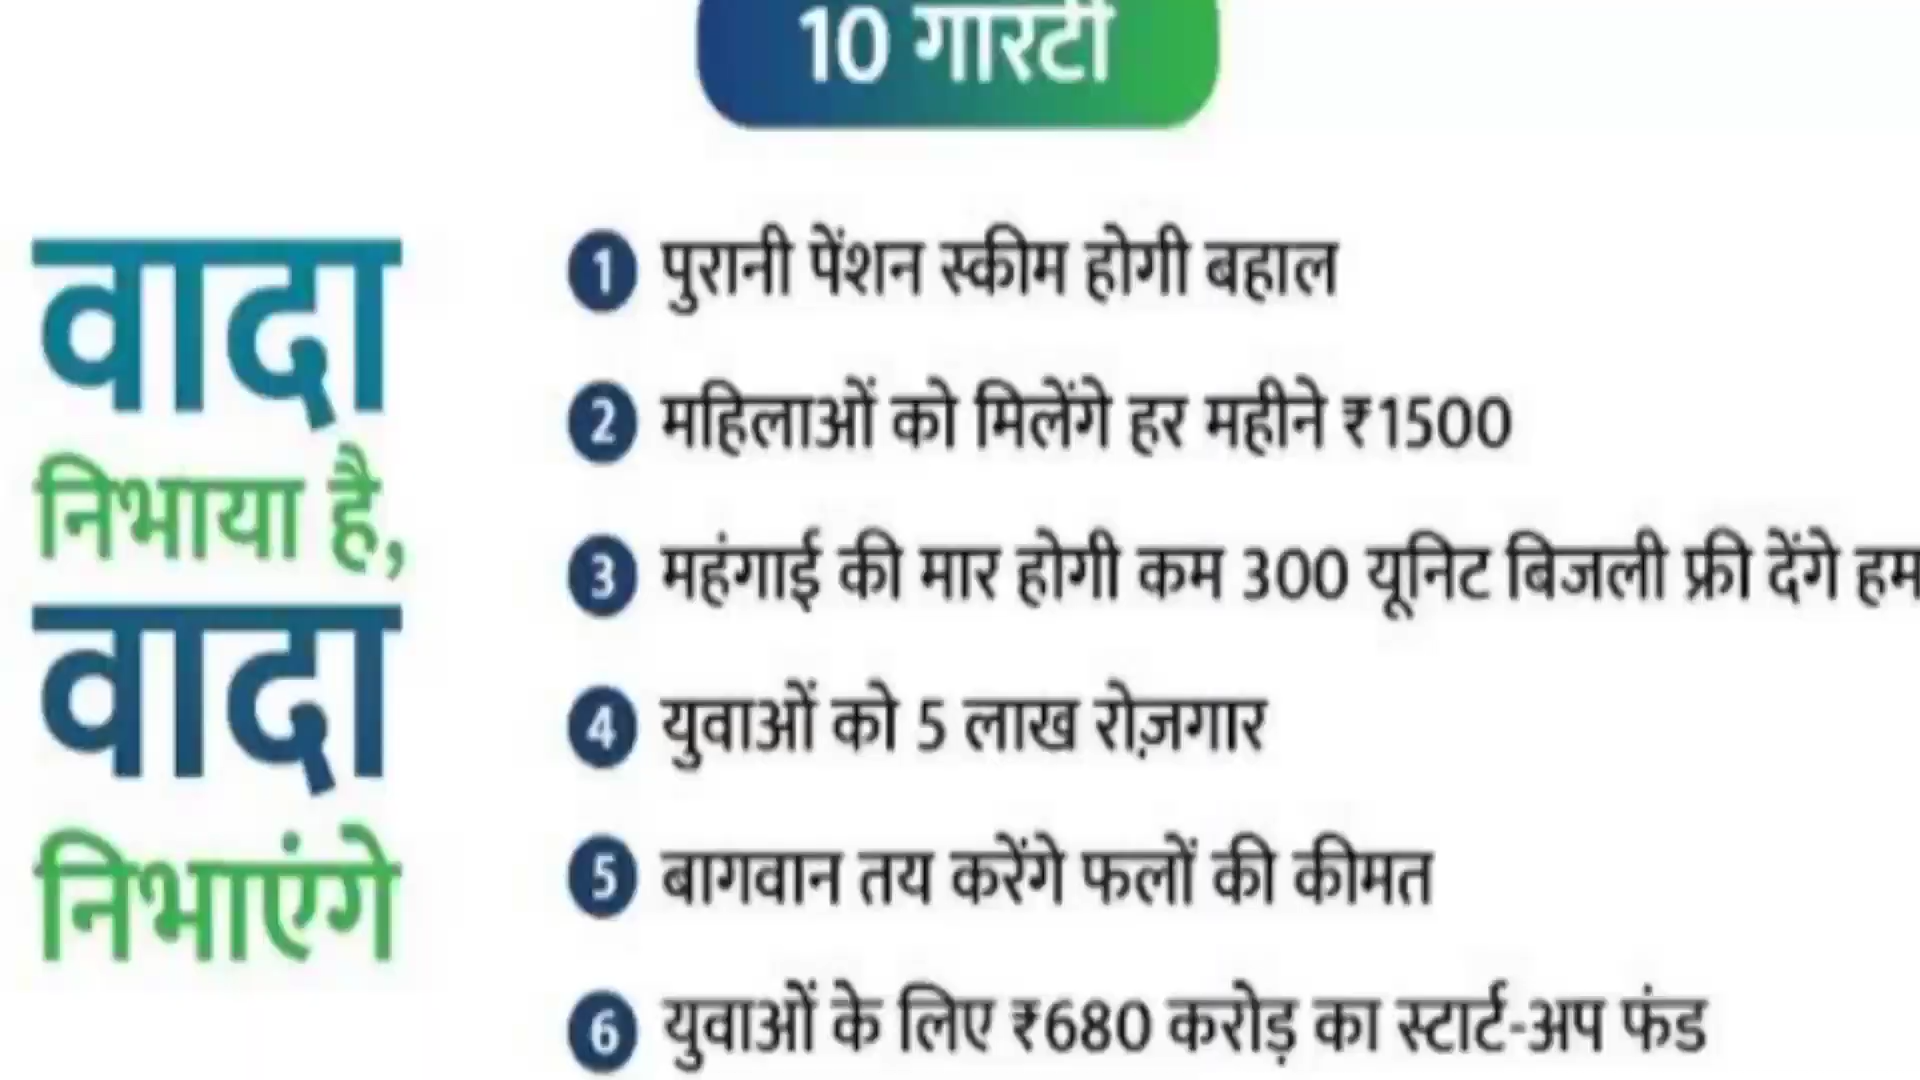 10 गारंटी
वादा
निभाया है,
वादा
निभाएंगे
1 पुरानी पेंशन स्कीम होगी बहाल
2 महिलाओं को मिलेंगे हर महीने ₹1500
3 महंगाई की मार होगी कम 300 यूनिट बिजली फ्री देंगे हम
4 युवाओं को 5 लाख रोज़गार
5 बागवान तय करेंगे फलों की कीमत
6 युवाओं के लिए ₹680 करोड़ का स्टार्ट-अप फंड